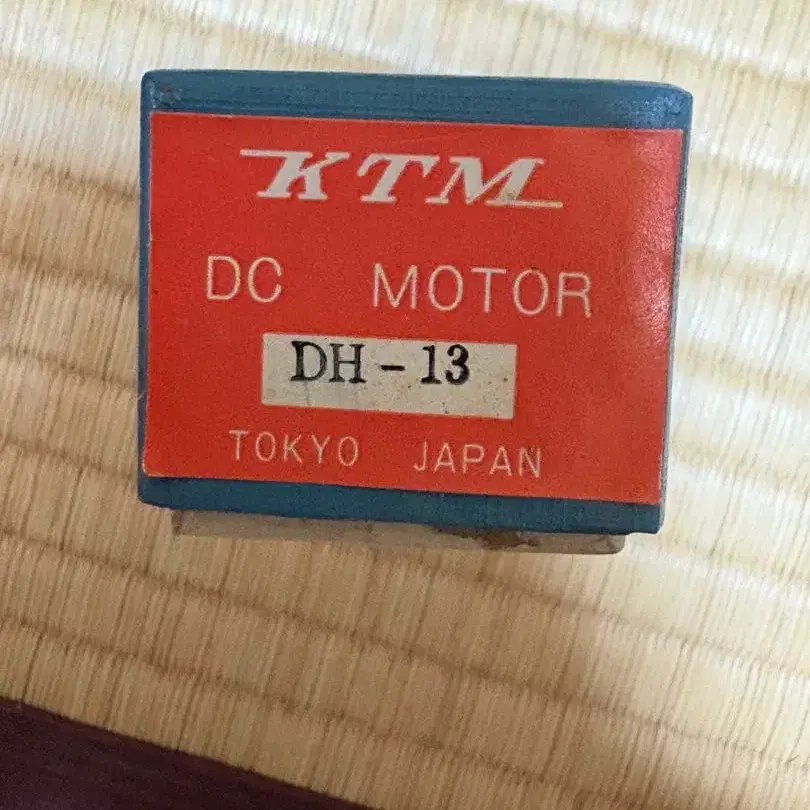 KTM
DC MOTOR
DH-13
TOKYO JAPAN